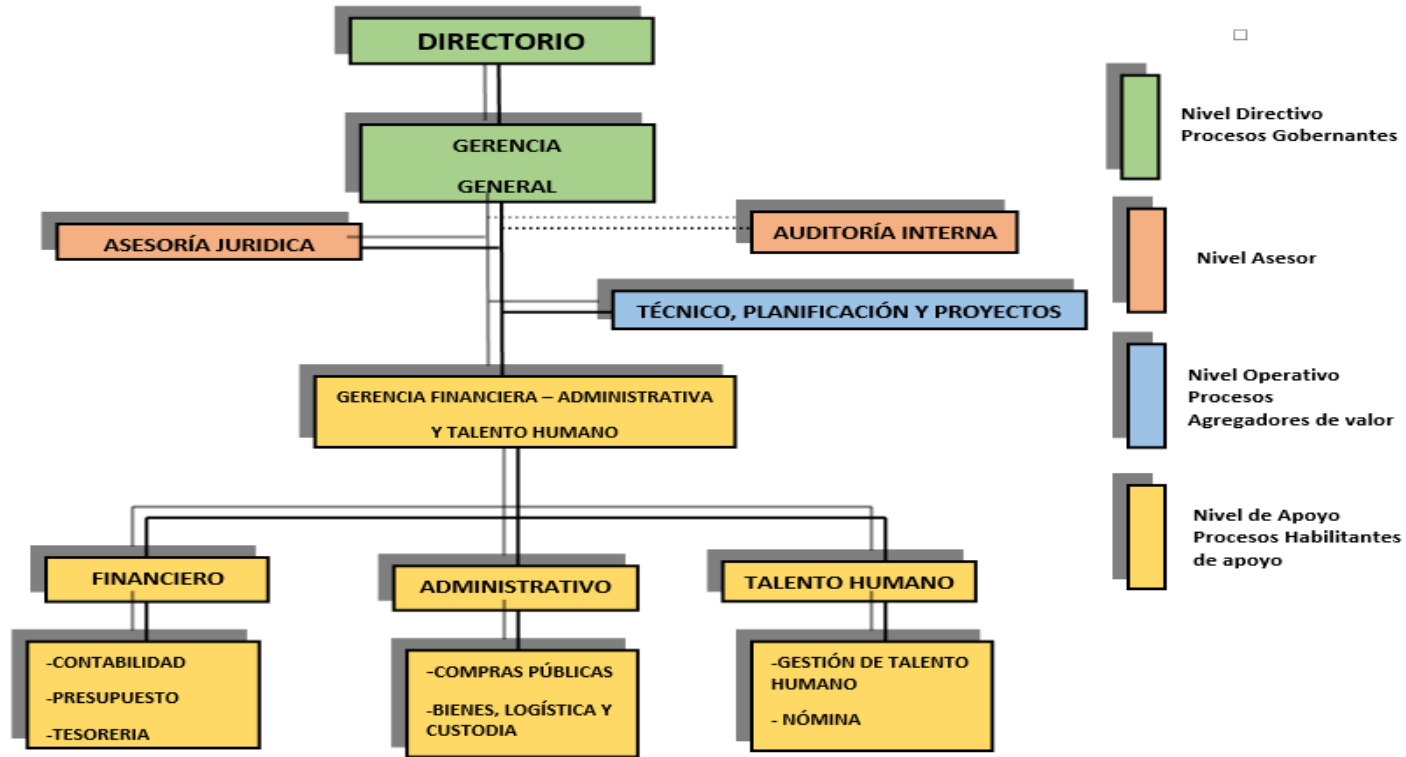 DIRECTORIO
GERENCIA
GENERAL
ASESORÍA JURIDICA
AUDITORÍA INTERNA
TÉCNICO, PLANIFICACIÓN Y PROYECTOS
GERENCIA FINANCIERA – ADMINISTRATIVA
Y TALENTO HUMANO
FINANCIERO
ADMINISTRATIVO
TALENTO HUMANO
-CONTABILIDAD
-PRESUPUESTO
-TESORERIA
-COMPRAS PÚBLICAS
-BIENES, LOGÍSTICA Y
CUSTODIA
-GESTIÓN DE TALENTO
HUMANO
- NÓMINA
Nivel Directivo
Procesos Gobernantes
Nivel Asesor
Nivel Operativo
Procesos
Agregadores de valor
Nivel de Apoyo
Procesos Habilitantes
de apoyo